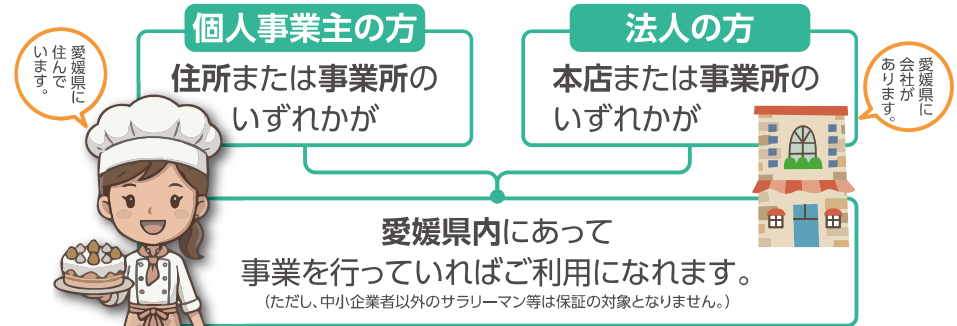 個人事業主の方
住所または事業所の
いずれかが
愛媛県に
住んで
います。
法人の方
本店または事業所の
いずれかが
愛媛県に
会社が
あります。
愛媛県内にあって
事業を行っていればご利用になれます。
（ただし、中小企業者以外のサラリーマン等は保証の対象となりません。）